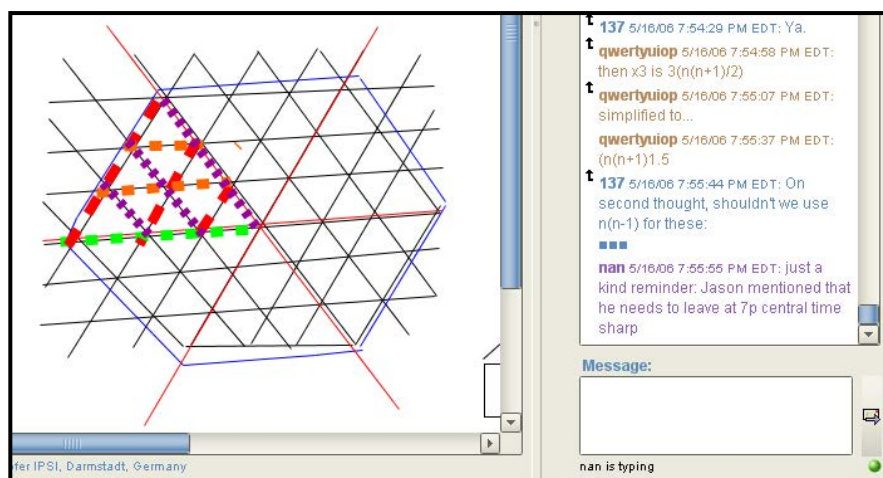 137 5/16/06 7:54:29 PM EDT: Ya.
qwertyuiop 5/16/06 7:54:58 PM EDT:
then x3 is 3(n(n+1)/2)
qwertyuiop 5/16/06 7:55:07 PM EDT:
simplified to...
qwertyuiop 5/16/06 7:55:37 PM EDT:
(n(n+1)1.5
137 5/16/06 7:55:44 PM EDT: On
second thought, shouldn't we use
n(n-1) for these:
nan 5/16/06 7:55:55 PM EDT: just a
kind reminder: Jason mentioned that
he needs to leave at 7p central time
sharp
Message:
fer IPSI, Darmstadt, Germany
nan is typing